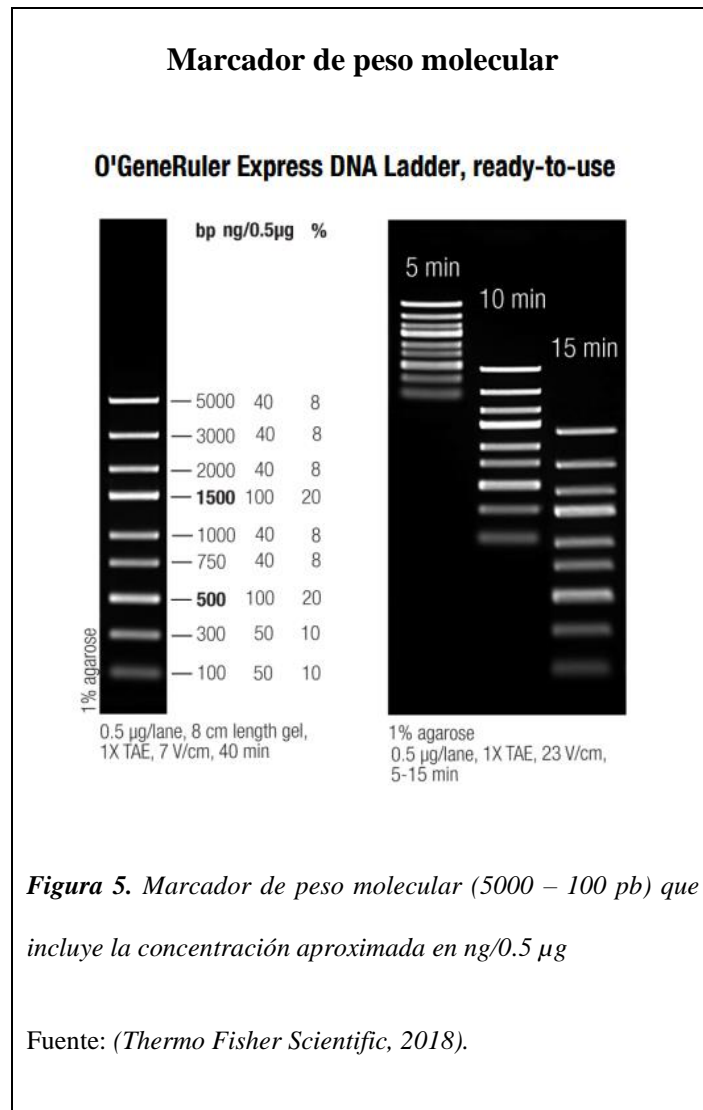 Marcador de peso molecular
O'GeneRuler Express DNA Ladder, ready-to-use
bp ng/0.5µg %
5000 40 8
3000 40 8
2000 40 8
1500 100 20
1000 40 8
750 40 8
500 100 20
300 50 10
100 50 10
1% agarose
0.5 µg/lane, 8 cm length gel,
1X TAE, 7 V/cm, 40 min
5 min
10 min
15 min
1% agarose
0.5 µg/lane, 1X TAE, 23 V/cm,
5-15 min
Figura 5. Marcador de peso molecular (5000 – 100 pb) que
incluye la concentración aproximada en ng/0.5 µg
Fuente: (Thermo Fisher Scientific, 2018).